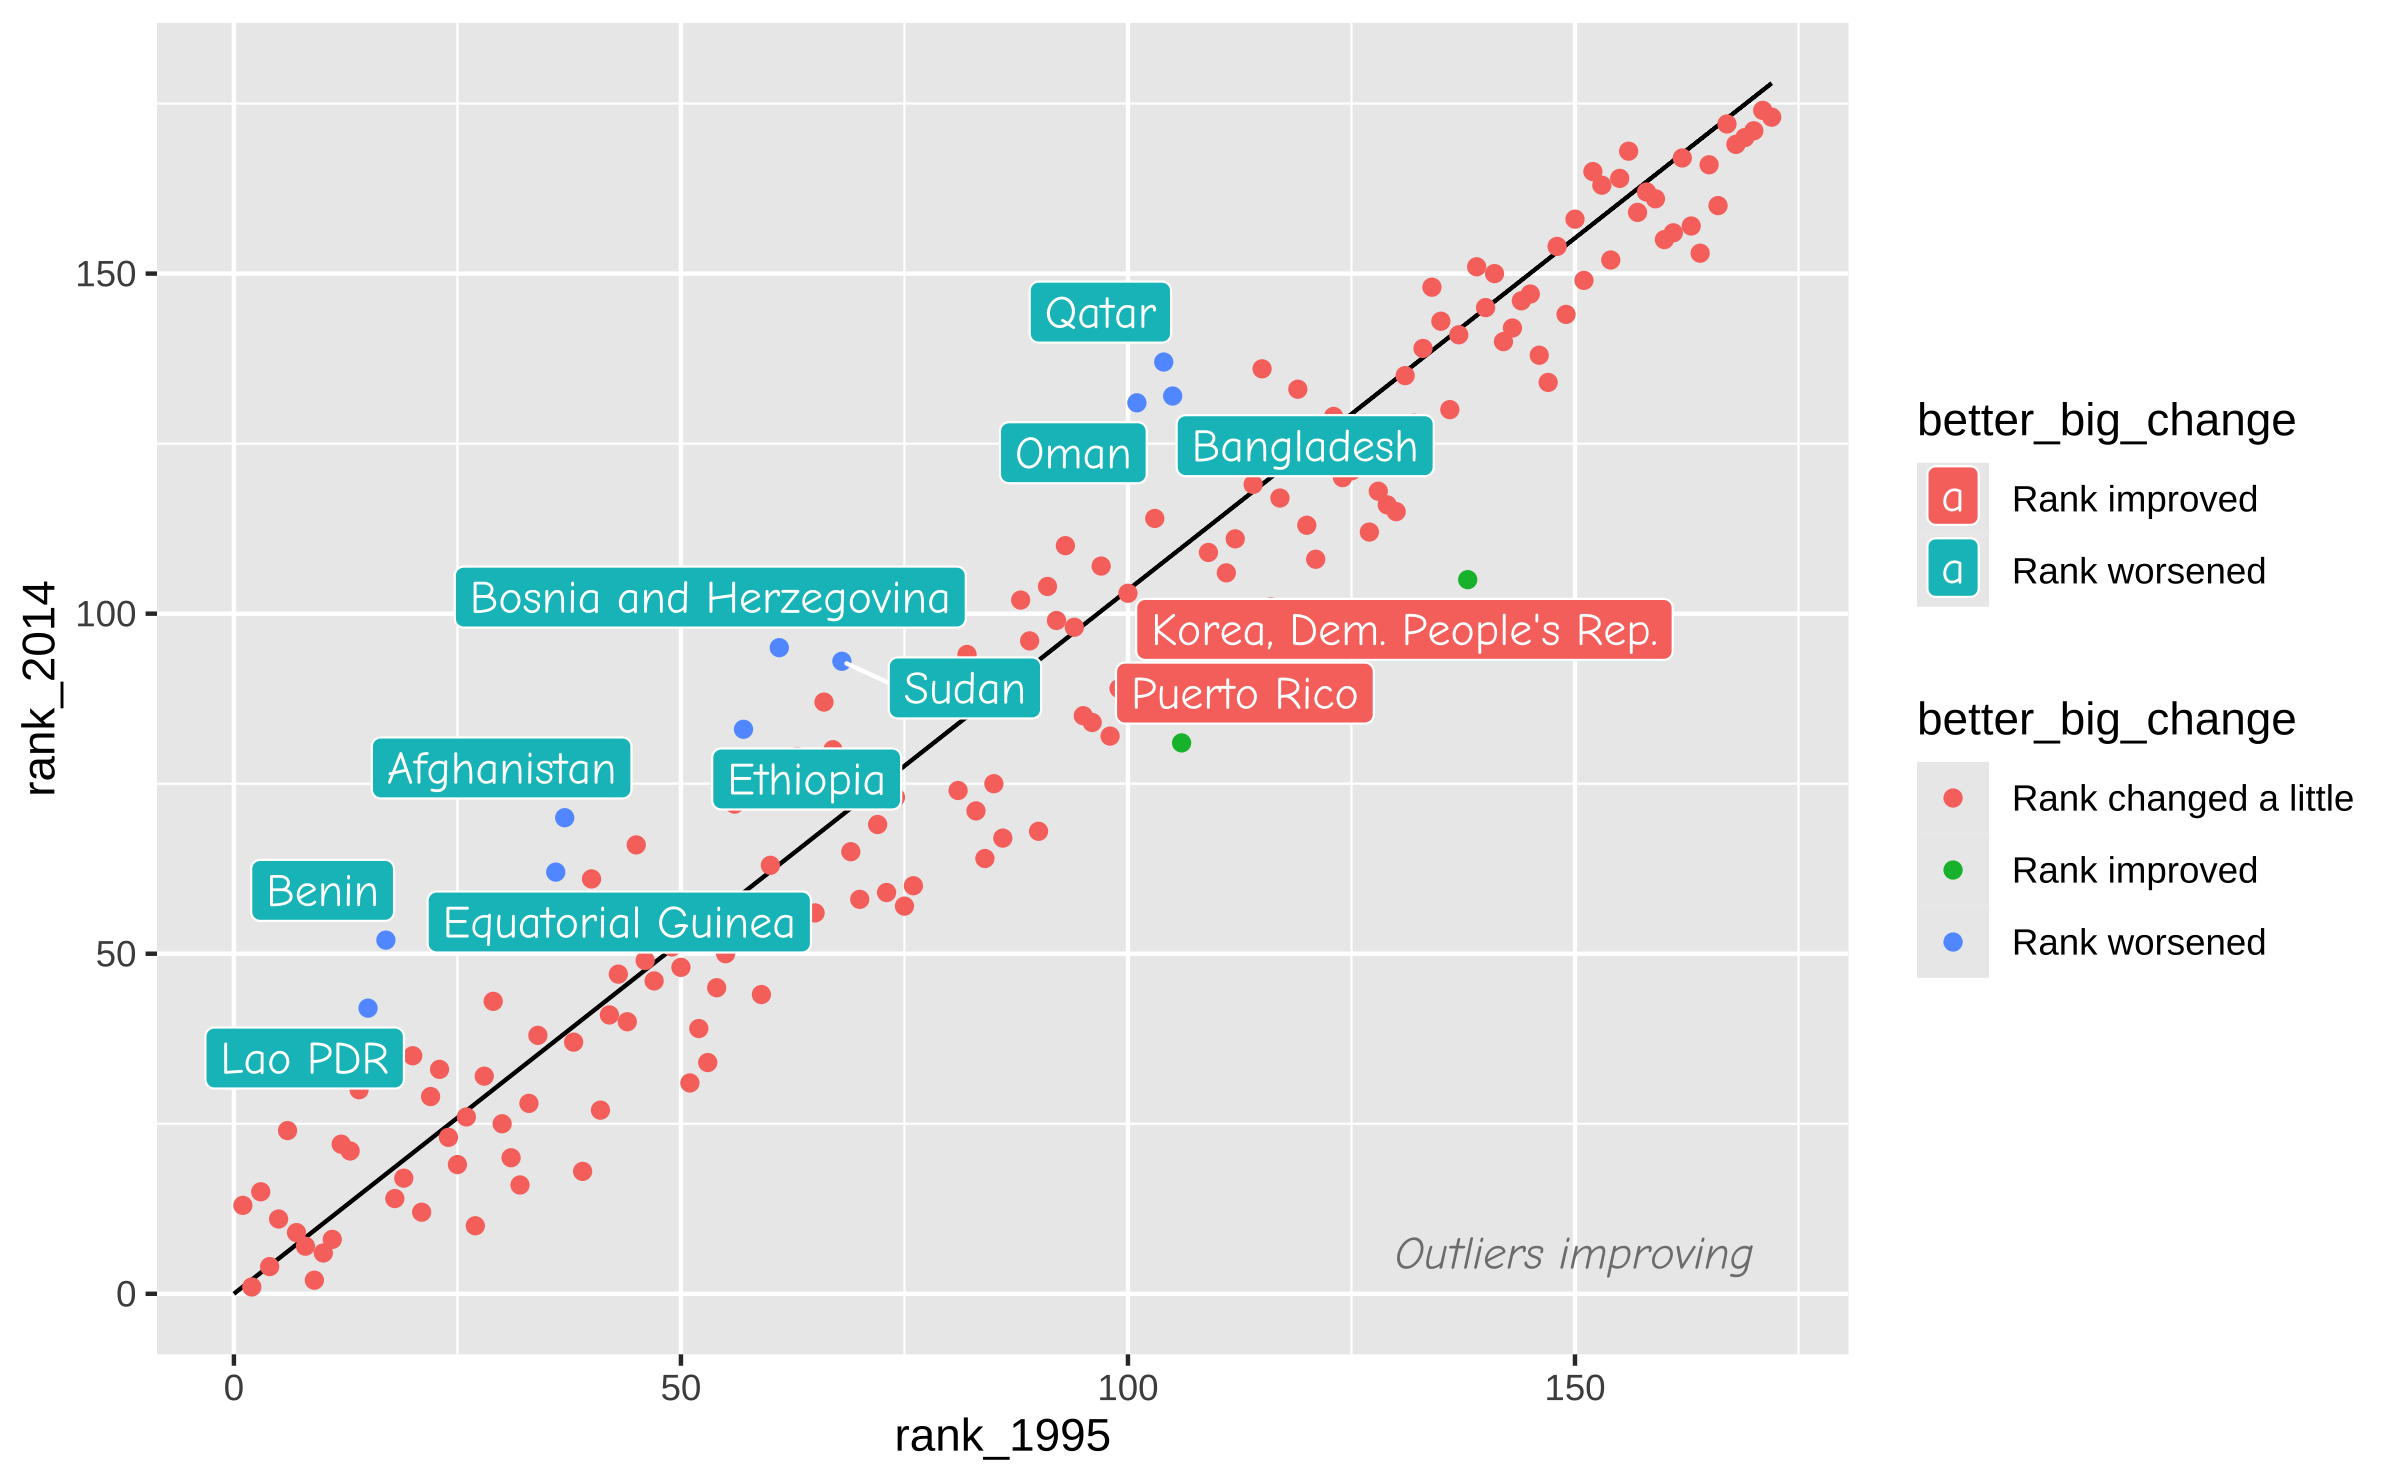 rank_2014
150
100
50
0
Qatar
Oman
Bangladesh
Bosnia and Herzegovina
Korea, Dem. People's Rep.
Sudan
Puerto Rico
Afghanistan
Ethiopia
Benin
Equatorial Guinea
Lao PDR
Outliers improving
0 50 100 150
rank_1995
better_big_change
a Rank improved
a Rank worsened
better_big_change
Rank changed a little
Rank improved
Rank worsened